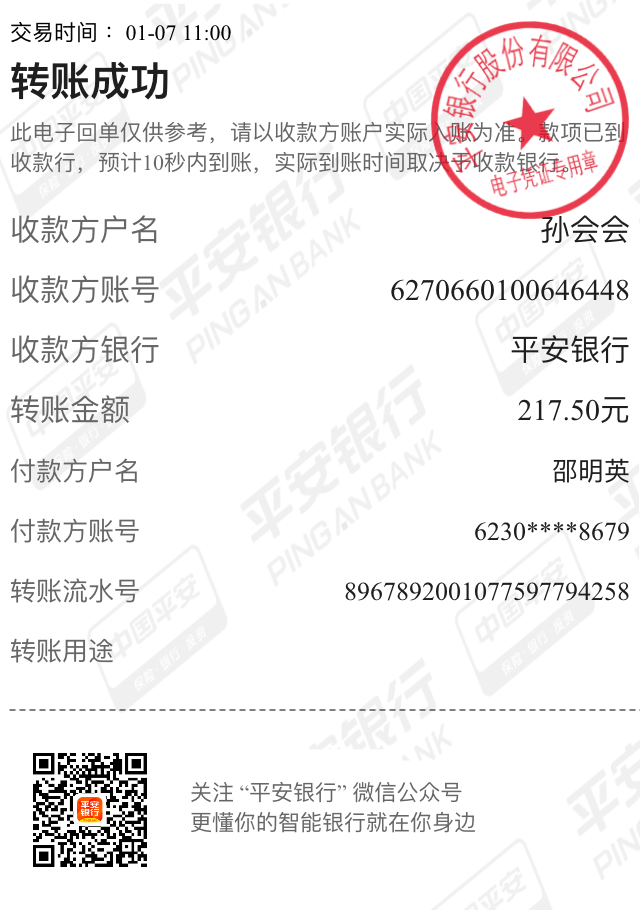 交易时间： 01-07 11:00
转账成功
此电子回单仅供参考，请以收款方账户实际入账为准。款项已到
收款行，预计10秒内到账，实际到账时间取决于收款银行。
平安银行股份有限公司
电子凭证专用章
收款方户名 孙会会
收款方账号 6270660100646448
收款方银行 平安银行
转账金额 217.50元
付款方户名 邵明英
付款方账号 6230****8679
转账流水号 8967892001077597794258
转账用途
平安银行
PINGAN BANK
中国平安
保险·银行·投资
平安
银行
关注 “平安银行” 微信公众号
更懂你的智能银行就在你身边